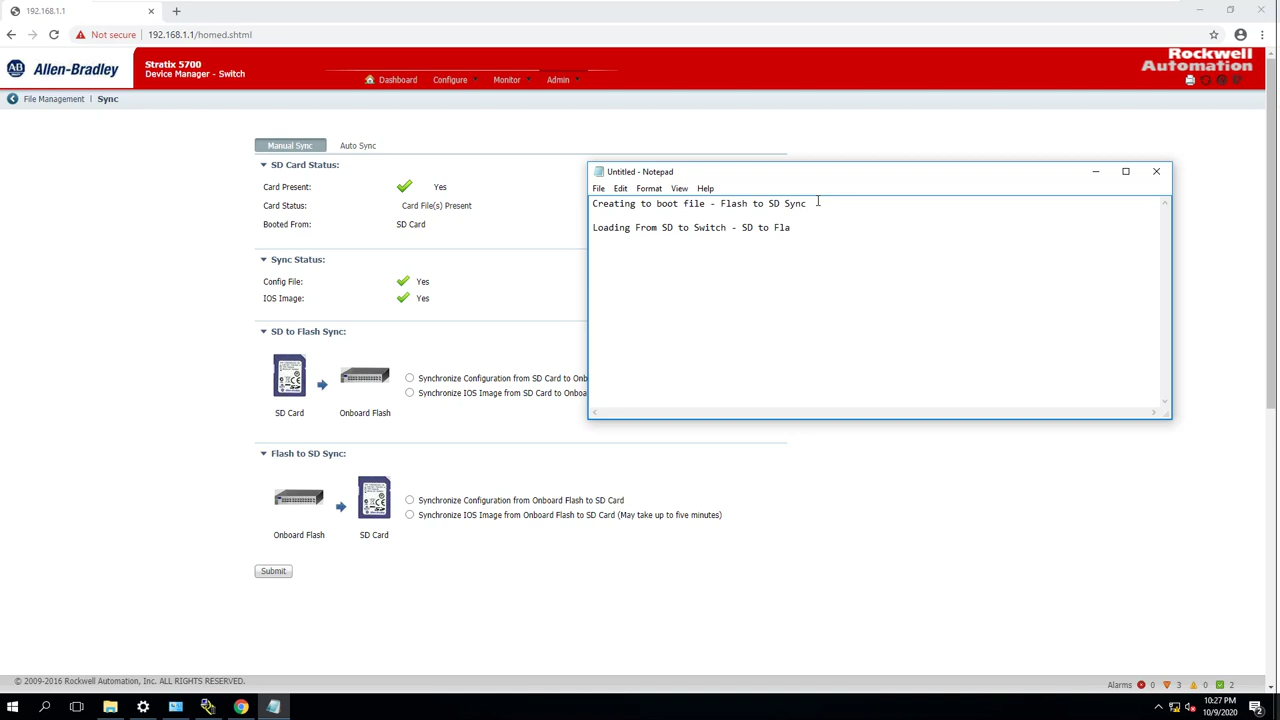 192.168.1.1
Not secure
192.168.1.1/homed.shtml
AB Allen-Bradley
Stratix 5700
Device Manager - Switch
Dashboard
Configure
Monitor
Admin
Rockwell
Automation
File Management
Sync
Manual Sync
Auto Sync
SD Card Status:
Card Present:
Yes
Card Status:
Card File(s) Present
Booted From:
SD Card
Sync Status:
Config File:
Yes
IOS Image:
Yes
SD to Flash Sync:
Synchronize Configuration from SD Card to Onb
Synchronize IOS Image from SD Card to Onboa
SD Card
Onboard Flash
Flash to SD Sync:
Synchronize Configuration from Onboard Flash to SD Card
Synchronize IOS Image from Onboard Flash to SD Card (May take up to five minutes)
Onboard Flash
SD Card
Submit
Untitled - Notepad
File
Edit
Format
View
Help
Creating to boot file - Flash to SD Sync
Loading From SD to Switch - SD to Fla
© 2009-2016 Rockwell Automation, Inc. ALL RIGHTS RESERVED.
Alarms
0
3
0
2
10:27 PM
10/9/2020
2